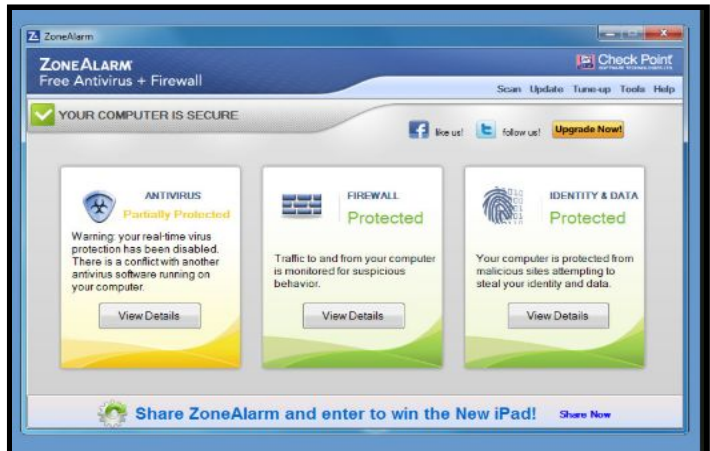 ZoneAlarm
ZONEALARM
Free Antivirus + Firewall
Check Point
Scan Update Tune-up Tools Help
YOUR COMPUTER IS SECURE
like us! follow us! Upgrade Now!
ANTIVIRUS
Partially Protected
Warning: your real-time virus
protection has been disabled.
There is a conflict with another
antivirus software running on
your computer.
View Details
FIREWALL
Protected
Traffic to and from your computer
is monitored for suspicious
behavior.
View Details
IDENTITY & DATA
Protected
Your computer is protected from
malicious sites attempting to
steal your identity and data.
View Details
Share ZoneAlarm and enter to win the New iPad! Share Now